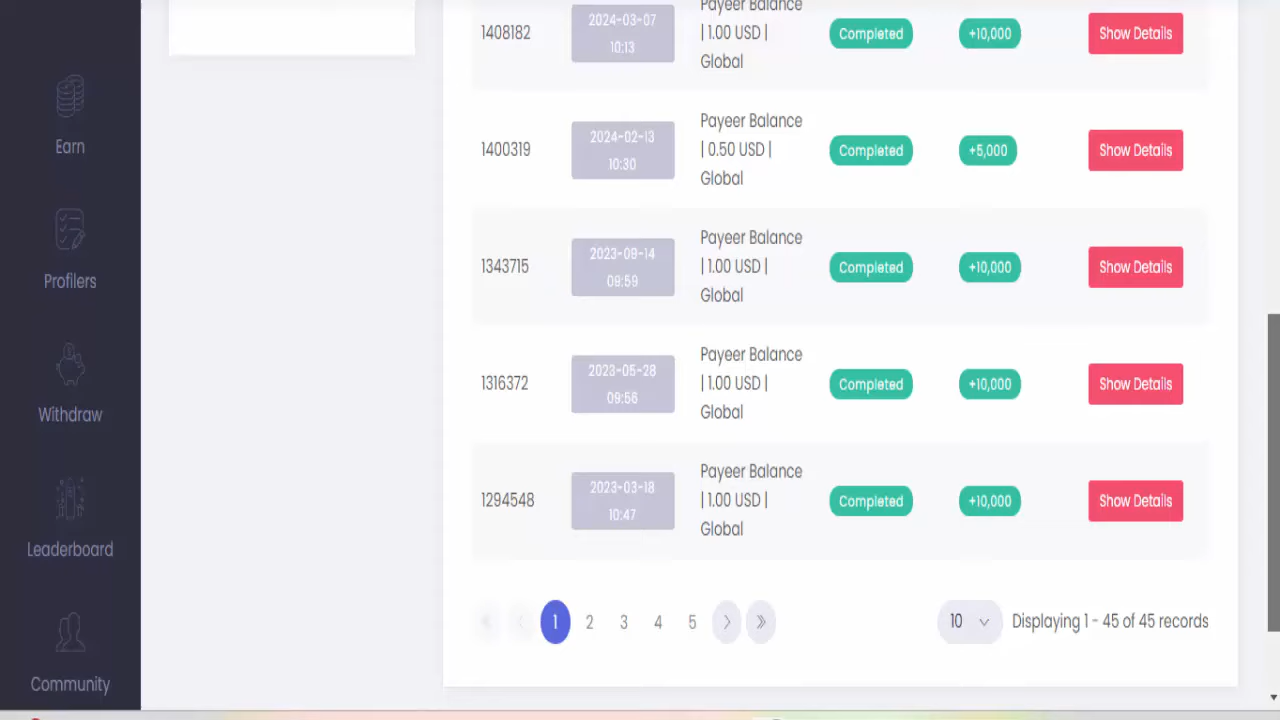 Earn
Profilers
Withdraw
Leaderboard
Community
Payeer Balance
1408182 2024-03-07 | 1.00 USD | Completed +10,000 Show Details
10:13 Global
Payeer Balance
1400319 2024-02-13 | 0.50 USD | Completed +5,000 Show Details
10:30 Global
Payeer Balance
1343715 2023-09-14 | 1.00 USD | Completed +10,000 Show Details
09:59 Global
Payeer Balance
1316372 2023-05-28 | 1.00 USD | Completed +10,000 Show Details
09:56 Global
Payeer Balance
1294548 2023-03-18 | 1.00 USD | Completed +10,000 Show Details
10:47 Global
« ‹ 1 2 3 4 5 › » 10 Displaying 1 - 45 of 45 records